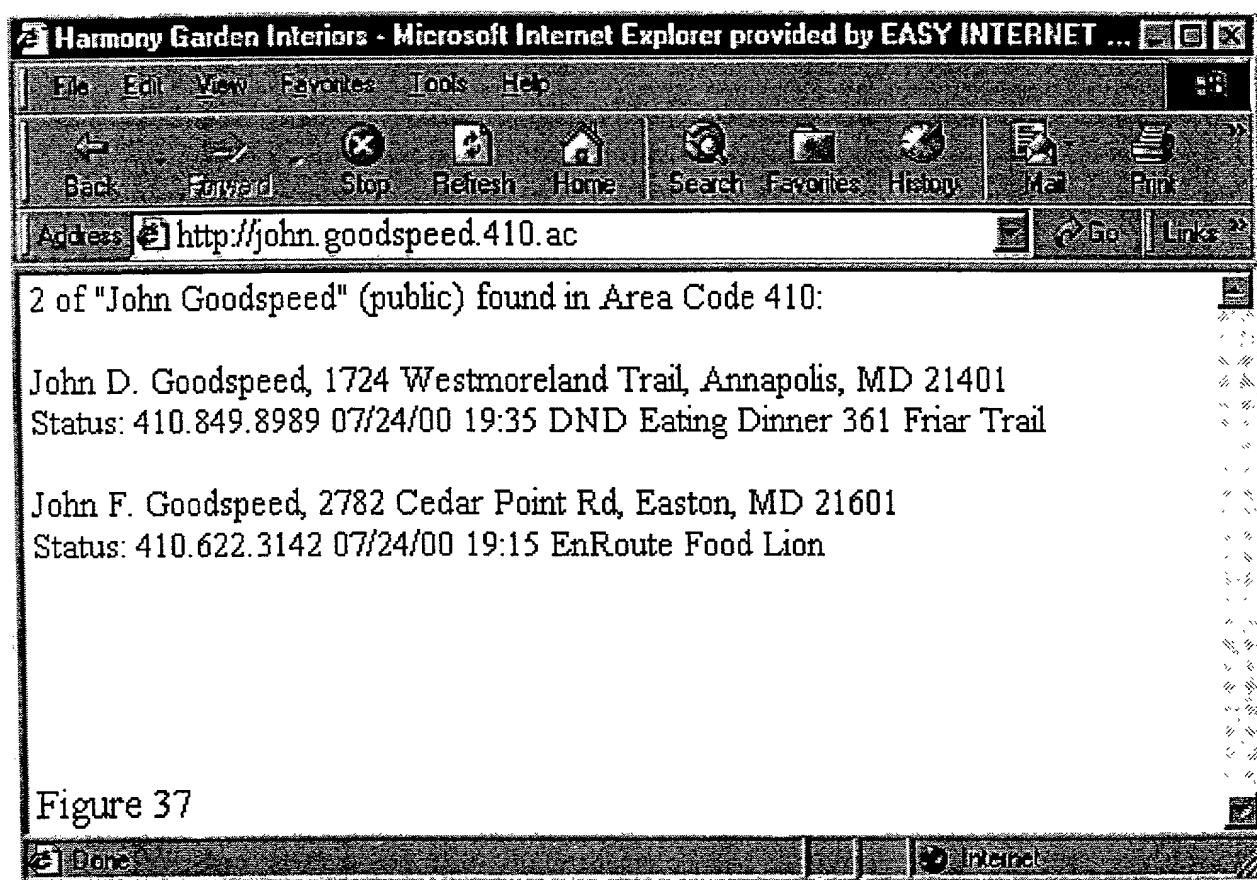 Harmony Garden Interiors - Microsoft Internet Explorer provided by EASY INTERNET ...
File Edit View Favorites Tools Help
Back Forward Stop Refresh Home Search Favorites History Mail Print »
Address http://john.goodspeed.410.ac Go Links »
2 of "John Goodspeed" (public) found in Area Code 410:
John D. Goodspeed, 1724 Westmoreland Trail, Annapolis, MD 21401
Status: 410.849.8989 07/24/00 19:35 DND Eating Dinner 361 Friar Trail
John F. Goodspeed, 2782 Cedar Point Rd, Easton, MD 21601
Status: 410.622.3142 07/24/00 19:15 EnRoute Food Lion
Figure 37
Done Internet